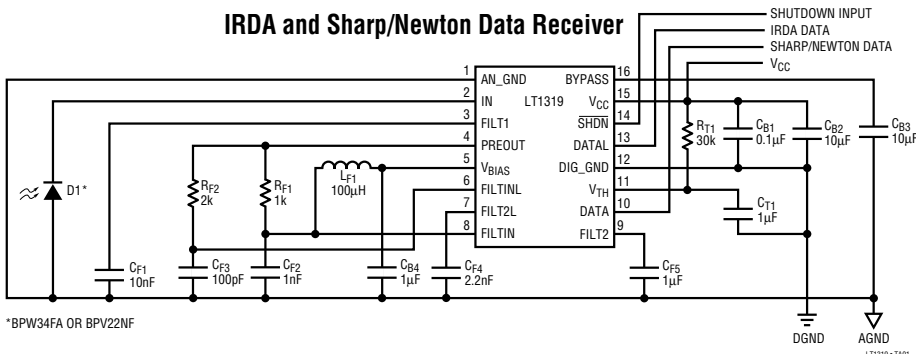 IRDA and Sharp/Newton Data Receiver
SHUTDOWN INPUT
IRDA DATA
SHARP/NEWTON DATA
VCC
1 AN_GND BYPASS 16
2 IN LT1319 VCC 15
3 FILT1 SHDN 14
4 PREOUT DATAL 13
5 VBIAS DIG_GND 12
6 FILTINL VTH 11
7 FILT2L DATA 10
8 FILTIN FILT2 9
D1*
RF2
2k
RF1
1k
LF1
100µH
RT1
30k
CB1
0.1µF
CB2
10µF
CB3
10µF
CT1
1µF
CF1
10nF
CF3
100pF
CF2
1nF
CB4
1µF
CF4
2.2nF
CF5
1µF
*BPW34FA OR BPV22NF
DGND
AGND
LT1319 • TA01